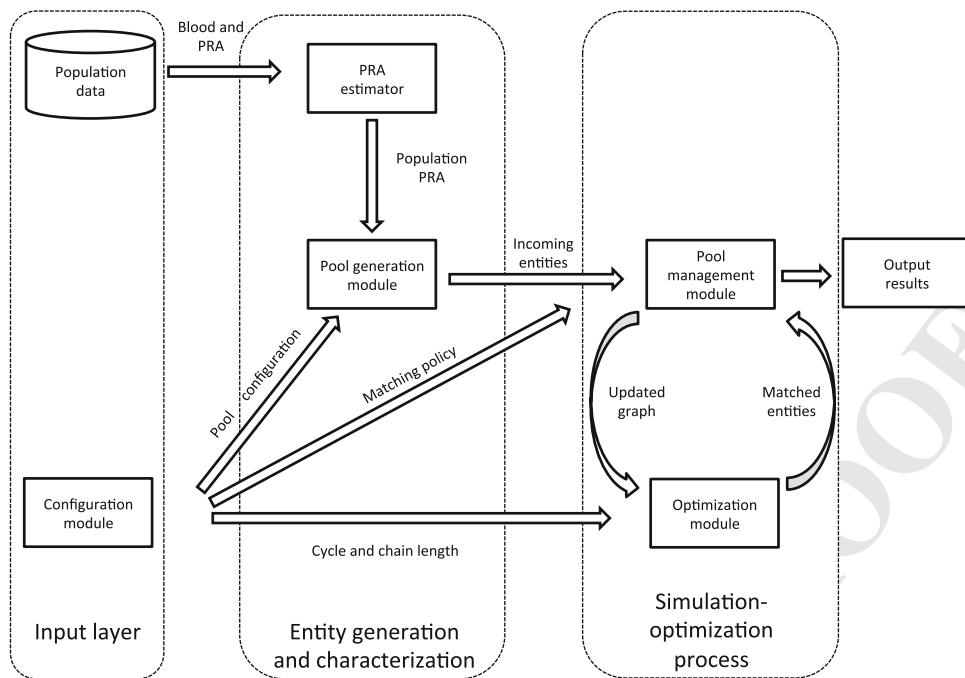 Blood and
PRA
Population
data
PRA
estimator
Population
PRA
Pool generation
module
Incoming
entities
Pool
management
module
Output
results
Pool configuration
Matching policy
Updated
graph
Matched
entities
Configuration
module
Optimization
module
Cycle and chain length
Input layer
Entity generation
and characterization
Simulation-
optimization
process